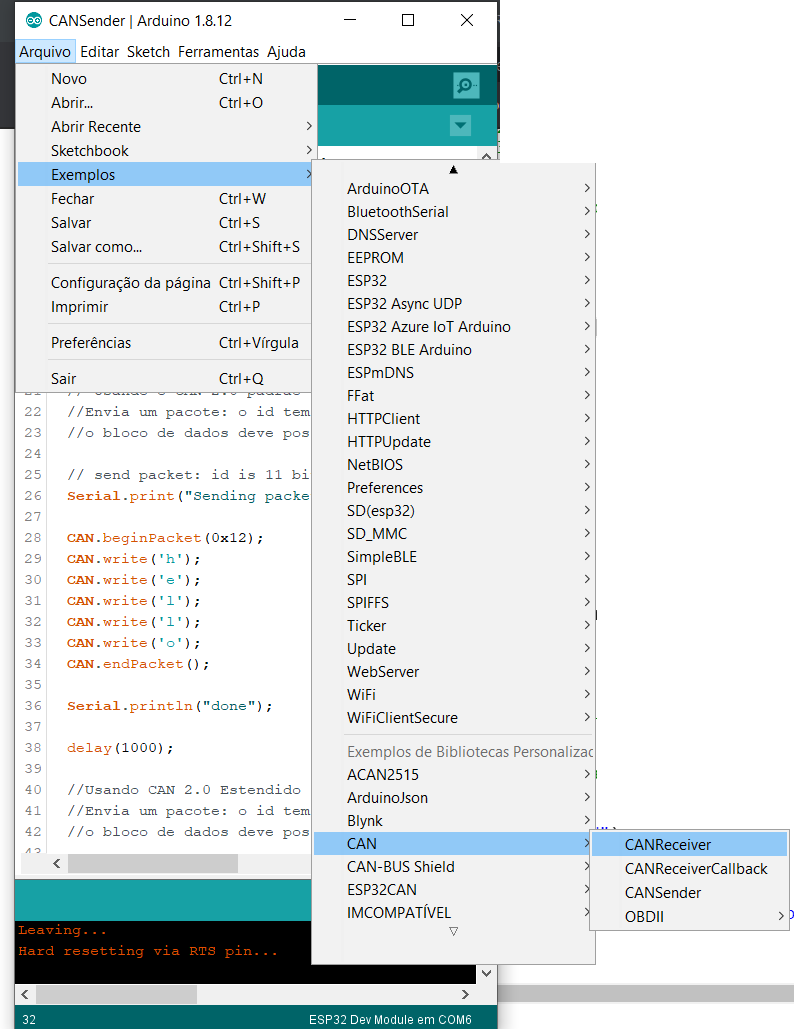 CANSender | Arduino 1.8.12
Arquivo Editar Sketch Ferramentas Ajuda
Novo Ctrl+N
Abrir... Ctrl+O
Abrir Recente
Sketchbook
Exemplos
Fechar Ctrl+W
Salvar Ctrl+S
Salvar como... Ctrl+Shift+S
Configuração da página Ctrl+Shift+P
Imprimir Ctrl+P
Preferências Ctrl+Vírgula
Sair Ctrl+Q
ArduinoOTA
BluetoothSerial
DNSServer
EEPROM
ESP32
ESP32 Async UDP
ESP32 Azure IoT Arduino
ESP32 BLE Arduino
ESPmDNS
FFat
HTTPClient
HTTPUpdate
NetBIOS
Preferences
SD(esp32)
SD_MMC
SimpleBLE
SPI
SPIFFS
Ticker
Update
WebServer
WiFi
WiFiClientSecure
Exemplos de Bibliotecas Personalizac
ACAN2515
ArduinoJson
Blynk
CAN
CAN-BUS Shield
ESP32CAN
IMCOMPATÍVEL
CANReceiver
CANReceiverCallback
CANSender
OBDII
22 //Envia um pacote: o id tem
23 //o bloco de dados deve pos
24
25 // send packet: id is 11 bi
26 Serial.print("Sending packe
27
28 CAN.beginPacket(0x12);
29 CAN.write('h');
30 CAN.write('e');
31 CAN.write('l');
32 CAN.write('l');
33 CAN.write('o');
34 CAN.endPacket();
35
36 Serial.println("done");
37
38 delay(1000);
39
40 //Usando CAN 2.0 Estendido
41 //Envia um pacote: o id tem
42 //o bloco de dados deve pos
Leaving...
Hard resetting via RTS pin...
32 ESP32 Dev Module em COM6